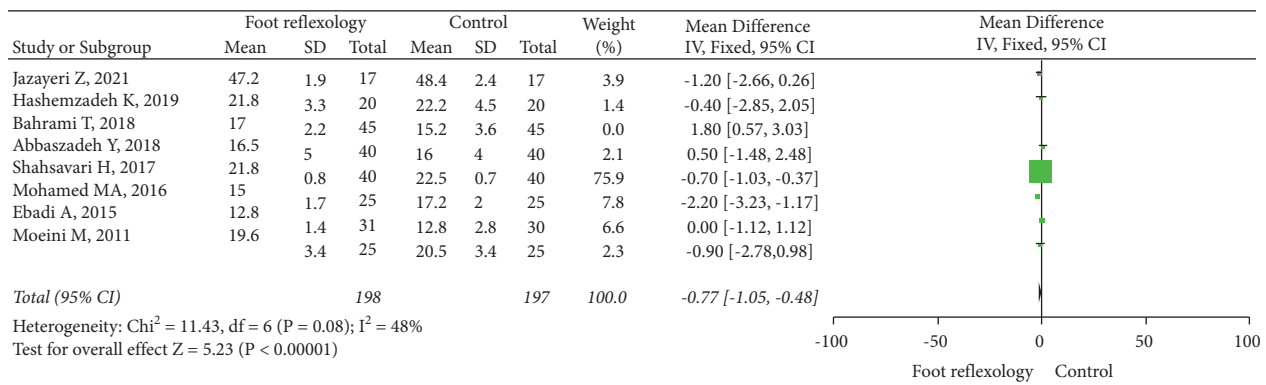 Foot reflexology Control Weight Mean Difference Mean Difference
Study or Subgroup Mean SD Total Mean SD Total (%) IV, Fixed, 95% CI IV, Fixed, 95% CI
Jazayeri Z, 2021 47.2 1.9 17 48.4 2.4 17 3.9 -1.20 [-2.66, 0.26]
Hashemzadeh K, 2019 21.8 3.3 20 22.2 4.5 20 1.4 -0.40 [-2.85, 2.05]
Bahrami T, 2018 17 2.2 45 15.2 3.6 45 0.0 1.80 [0.57, 3.03]
Abbaszadeh Y, 2018 16.5 5 40 16 4 40 2.1 0.50 [-1.48, 2.48]
Shahsavari H, 2017 21.8 0.8 40 22.5 0.7 40 75.9 -0.70 [-1.03, -0.37]
Mohamed MA, 2016 15 1.7 25 17.2 2 25 7.8 -2.20 [-3.23, -1.17]
Ebadi A, 2015 12.8 1.4 31 12.8 2.8 30 6.6 0.00 [-1.12, 1.12]
Moeini M, 2011 19.6 3.4 25 20.5 3.4 25 2.3 -0.90 [-2.78,0.98]
Total (95% CI) 198 197 100.0 -0.77 [-1.05, -0.48]
Heterogeneity: Chi² = 11.43, df = 6 (P = 0.08); I² = 48%
Test for overall effect Z = 5.23 (P < 0.00001)
-100 -50 0 50 100
Foot reflexology Control